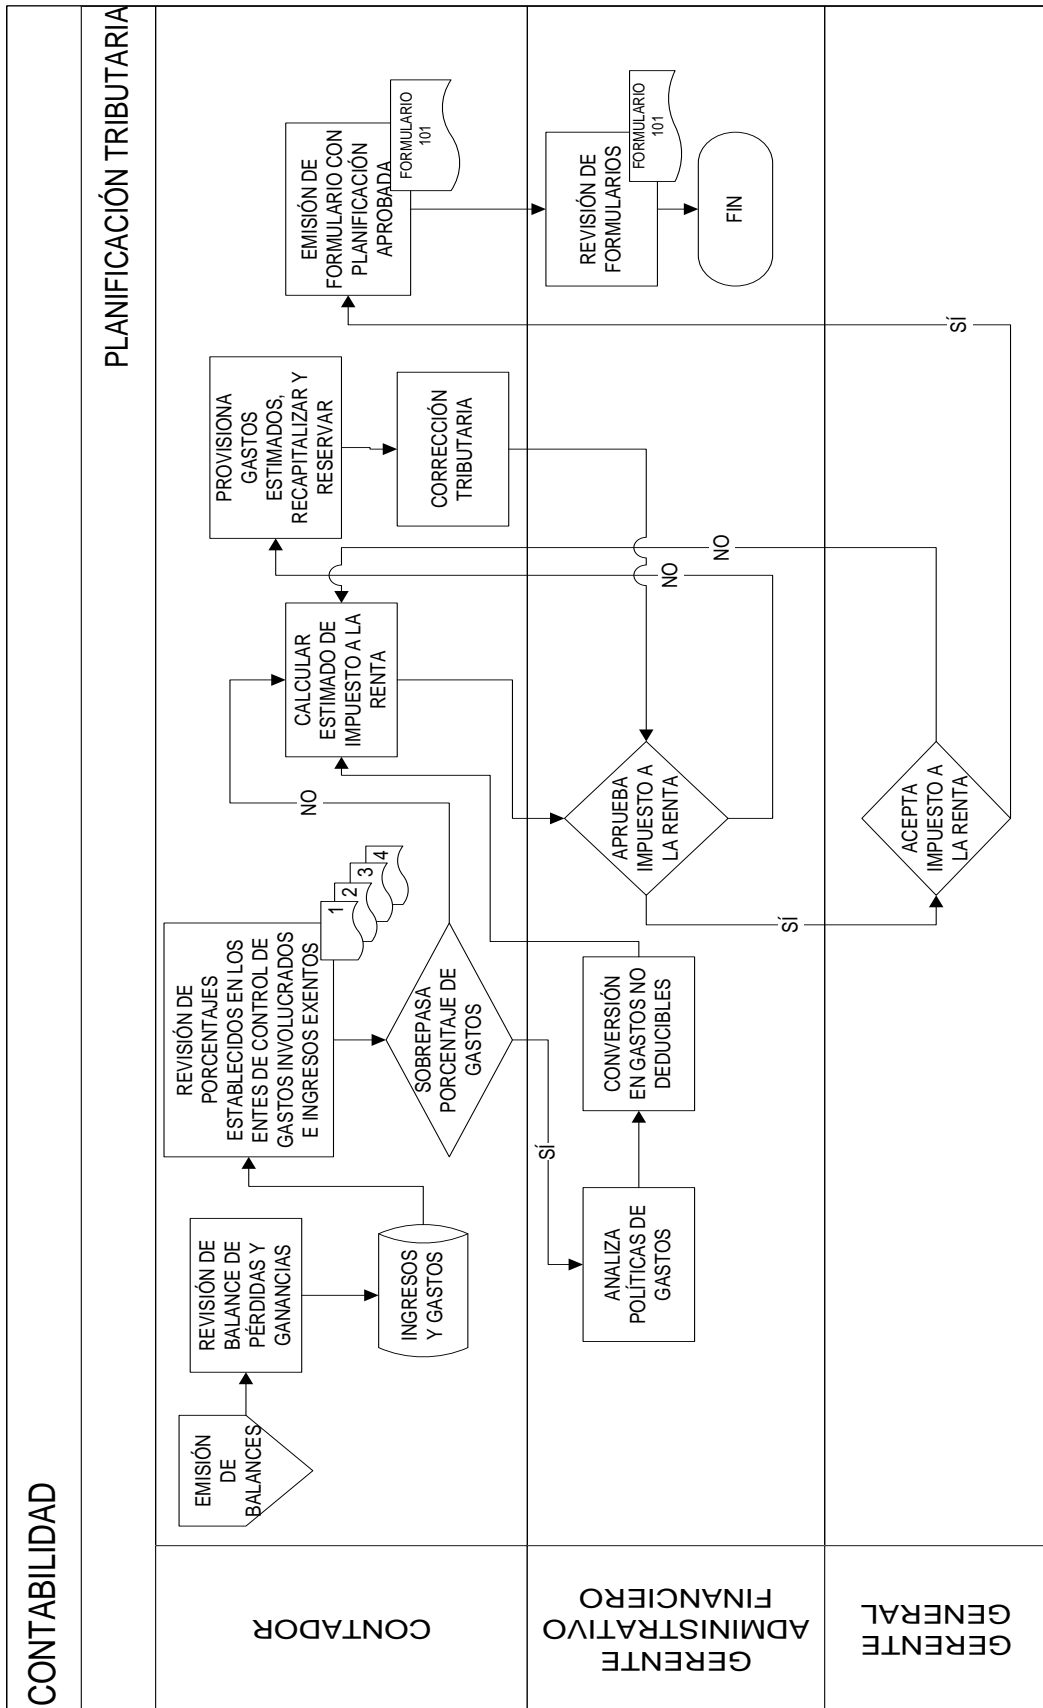 CONTABILIDAD
PLANIFICACIÓN TRIBUTARIA
CONTADOR
EMISIÓN
DE
BALANCES
REVISIÓN DE
BALANCE DE
PÉRDIDAS Y
GANANCIAS
INGRESOS
Y GASTOS
REVISIÓN DE
PORCENTAJES
ESTABLECIDOS EN LOS
ENTES DE CONTROL DE
GASTOS INVOLUCRADOS
E INGRESOS EXENTOS
1
2
3
4
SOBREPASA
PORCENTAJE DE
GASTOS
NO
SÍ
CALCULAR
ESTIMADO DE
IMPUESTO A LA
RENTA
PROVISIONA
GASTOS
ESTIMADOS,
RECAPITALIZAR Y
RESERVAR
CORRECCIÓN
TRIBUTARIA
EMISIÓN DE
FORMULARIO CON
PLANIFICACIÓN
APROBADA
FORMULARIO
101
GERENTE
ADMINISTRATIVO
FINANCIERO
ANALIZA
POLÍTICAS DE
GASTOS
CONVERSIÓN
EN GASTOS NO
DEDUCIBLES
APRUEBA
IMPUESTO A
LA RENTA
SÍ
NO
NO
REVISIÓN DE
FORMULARIOS
FORMULARIO
101
FIN
GERENTE
GENERAL
ACEPTA
IMPUESTO A
LA RENTA
SÍ